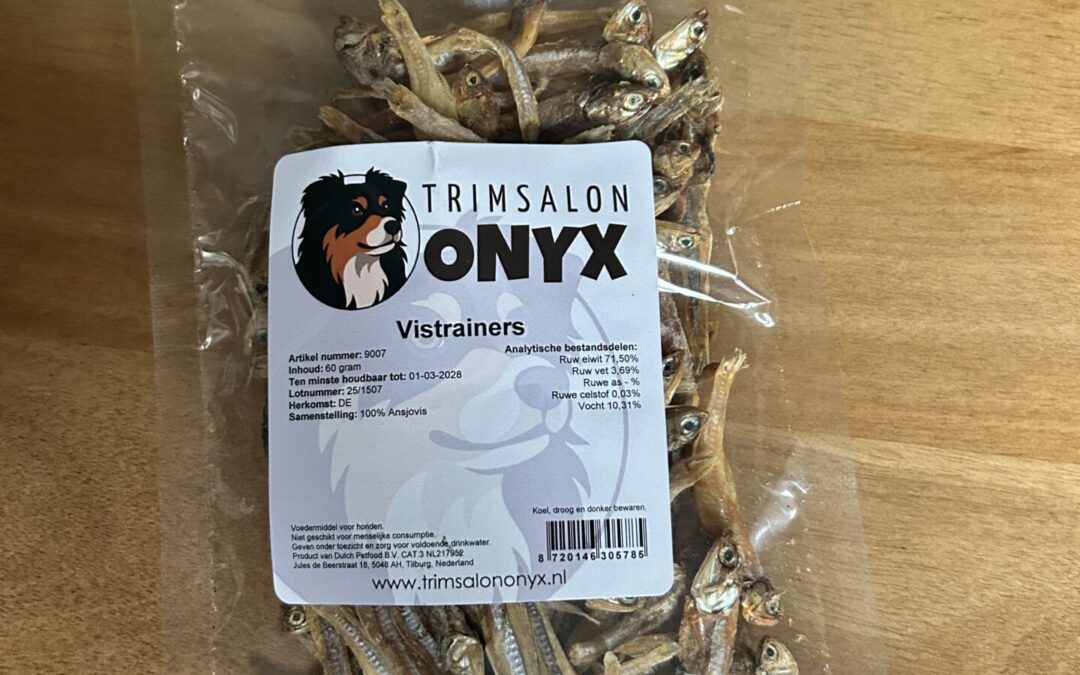 TRIMSALON
ONYX
Vistrainers
Artikel nummer: 9007
Inhoud: 60 gram
Ten minste houdbaar tot: 01-03-2028
Lotnummer: 25/1507
Herkomst: DE
Samenstelling: 100% Ansjovis
Analytische bestandsdelen:
Ruw eiwit 71,50%
Ruw vet 3,69%
Ruwe as - %
Ruwe celstof 0,03%
Vocht 10,31%
Koel, droog en donker bewaren.
Voedermiddel voor honden.
Niet geschikt voor menselijke consumptie.
Geven onder toezicht en zorg voor voldoende drinkwater.
Product van Dutch Petfood B.V. CAT.3 NL217952
Jules de Beerstraat 18, 5048 AH, Tilburg, Nederland
8 720146 305785
www.trimsalononyx.nl